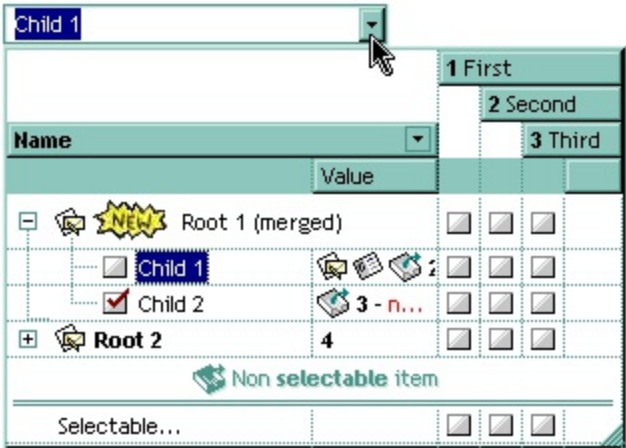 Child 1
1 First
2 Second
Name 3 Third
Value
NEW Root 1 (merged)
Child 1 2
Child 2 3 - n...
Root 2 4
Non selectable item
Selectable...